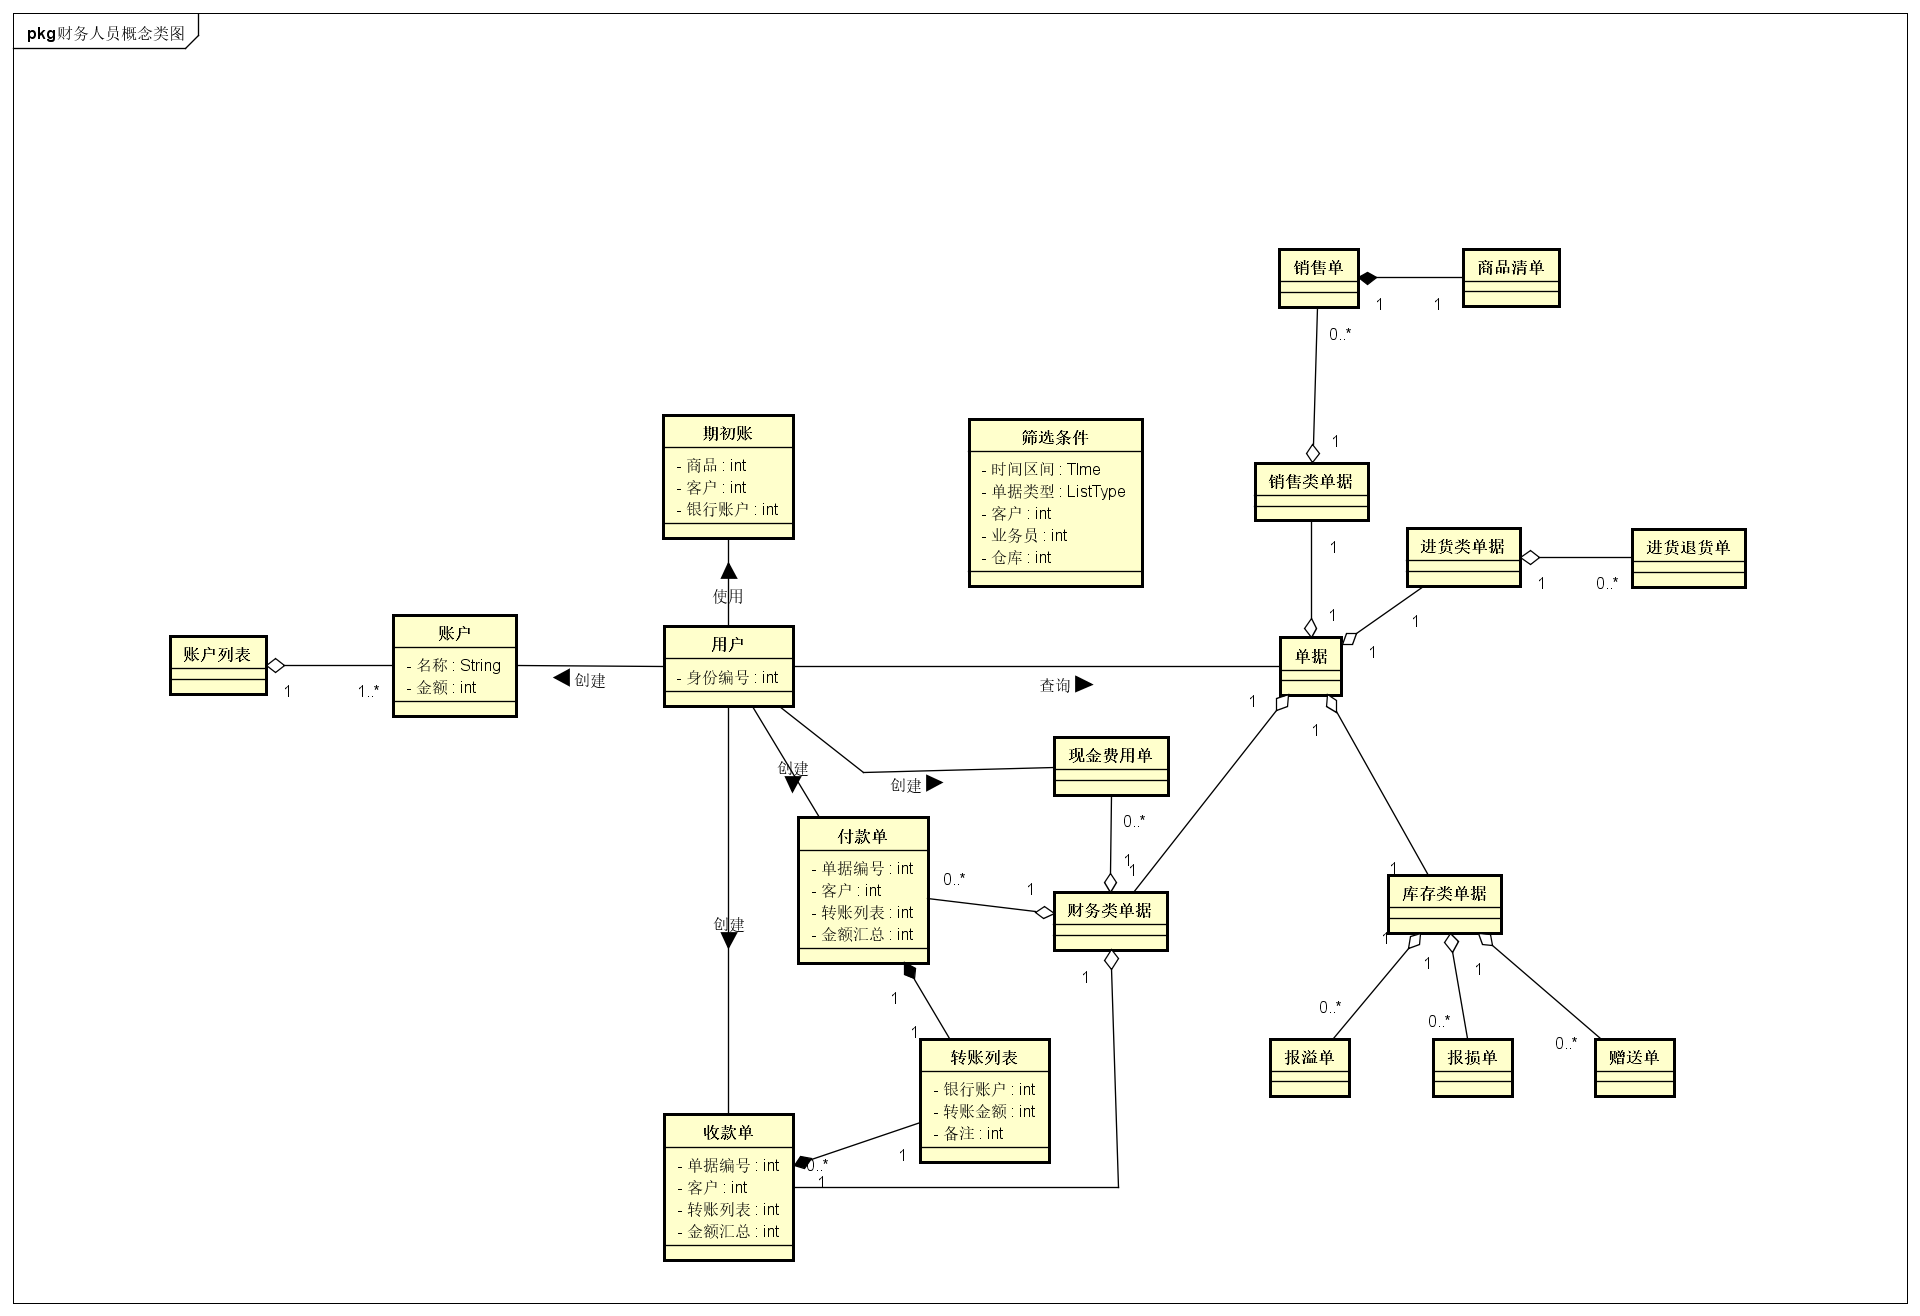 pkg财务人员概念类图
销售单
商品清单
1
1
0..*
1
销售类单据
1
1
进货类单据
进货退货单
1
0..*
1
1
期初账
- 商品 : int
- 客户 : int
- 银行账户 : int
筛选条件
- 时间区间 : TIme
- 单据类型 : ListType
- 客户 : int
- 业务员 : int
- 仓库 : int
使用
账户列表
1
1..*
账户
- 名称 : String
- 金额 : int
创建
用户
- 身份编号 : int
查询
单据
1
1
创建
创建
现金费用单
0..*
1
1
付款单
- 单据编号 : int
- 客户 : int
- 转账列表 : int
- 金额汇总 : int
0..*
1
财务类单据
1
1
库存类单据
1
1
1
创建
1
1
0..*
0..*
0..*
报溢单
报损单
赠送单
转账列表
- 银行账户 : int
- 转账金额 : int
- 备注 : int
收款单
- 单据编号 : int
- 客户 : int
- 转账列表 : int
- 金额汇总 : int
0..*
1
1